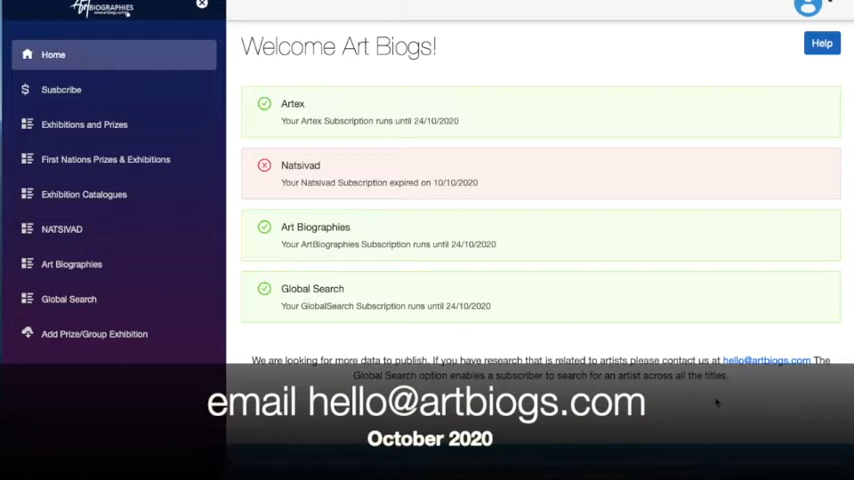 Art BIOGRAPHIES
Welcome Art Biogs!
Help
Home
Susbcribe
Exhibitions and Prizes
First Nations Prizes & Exhibitions
Exhibition Catalogues
NATSIVAD
Art Biographies
Global Search
Add Prize/Group Exhibition
Artex
Your Artex Subscription runs until 24/10/2020
Natsivad
Your Natsivad Subscription expired on 10/10/2020
Art Biographies
Your ArtBiographies Subscription runs until 24/10/2020
Global Search
Your GlobalSearch Subscription runs until 24/10/2020
We are looking for more data to publish. If you have research that is related to artists please contact us at hello@artbiogs.com The
Global Search option enables a subscriber to search for an artist across all the titles.
email hello@artbiogs.com
October 2020